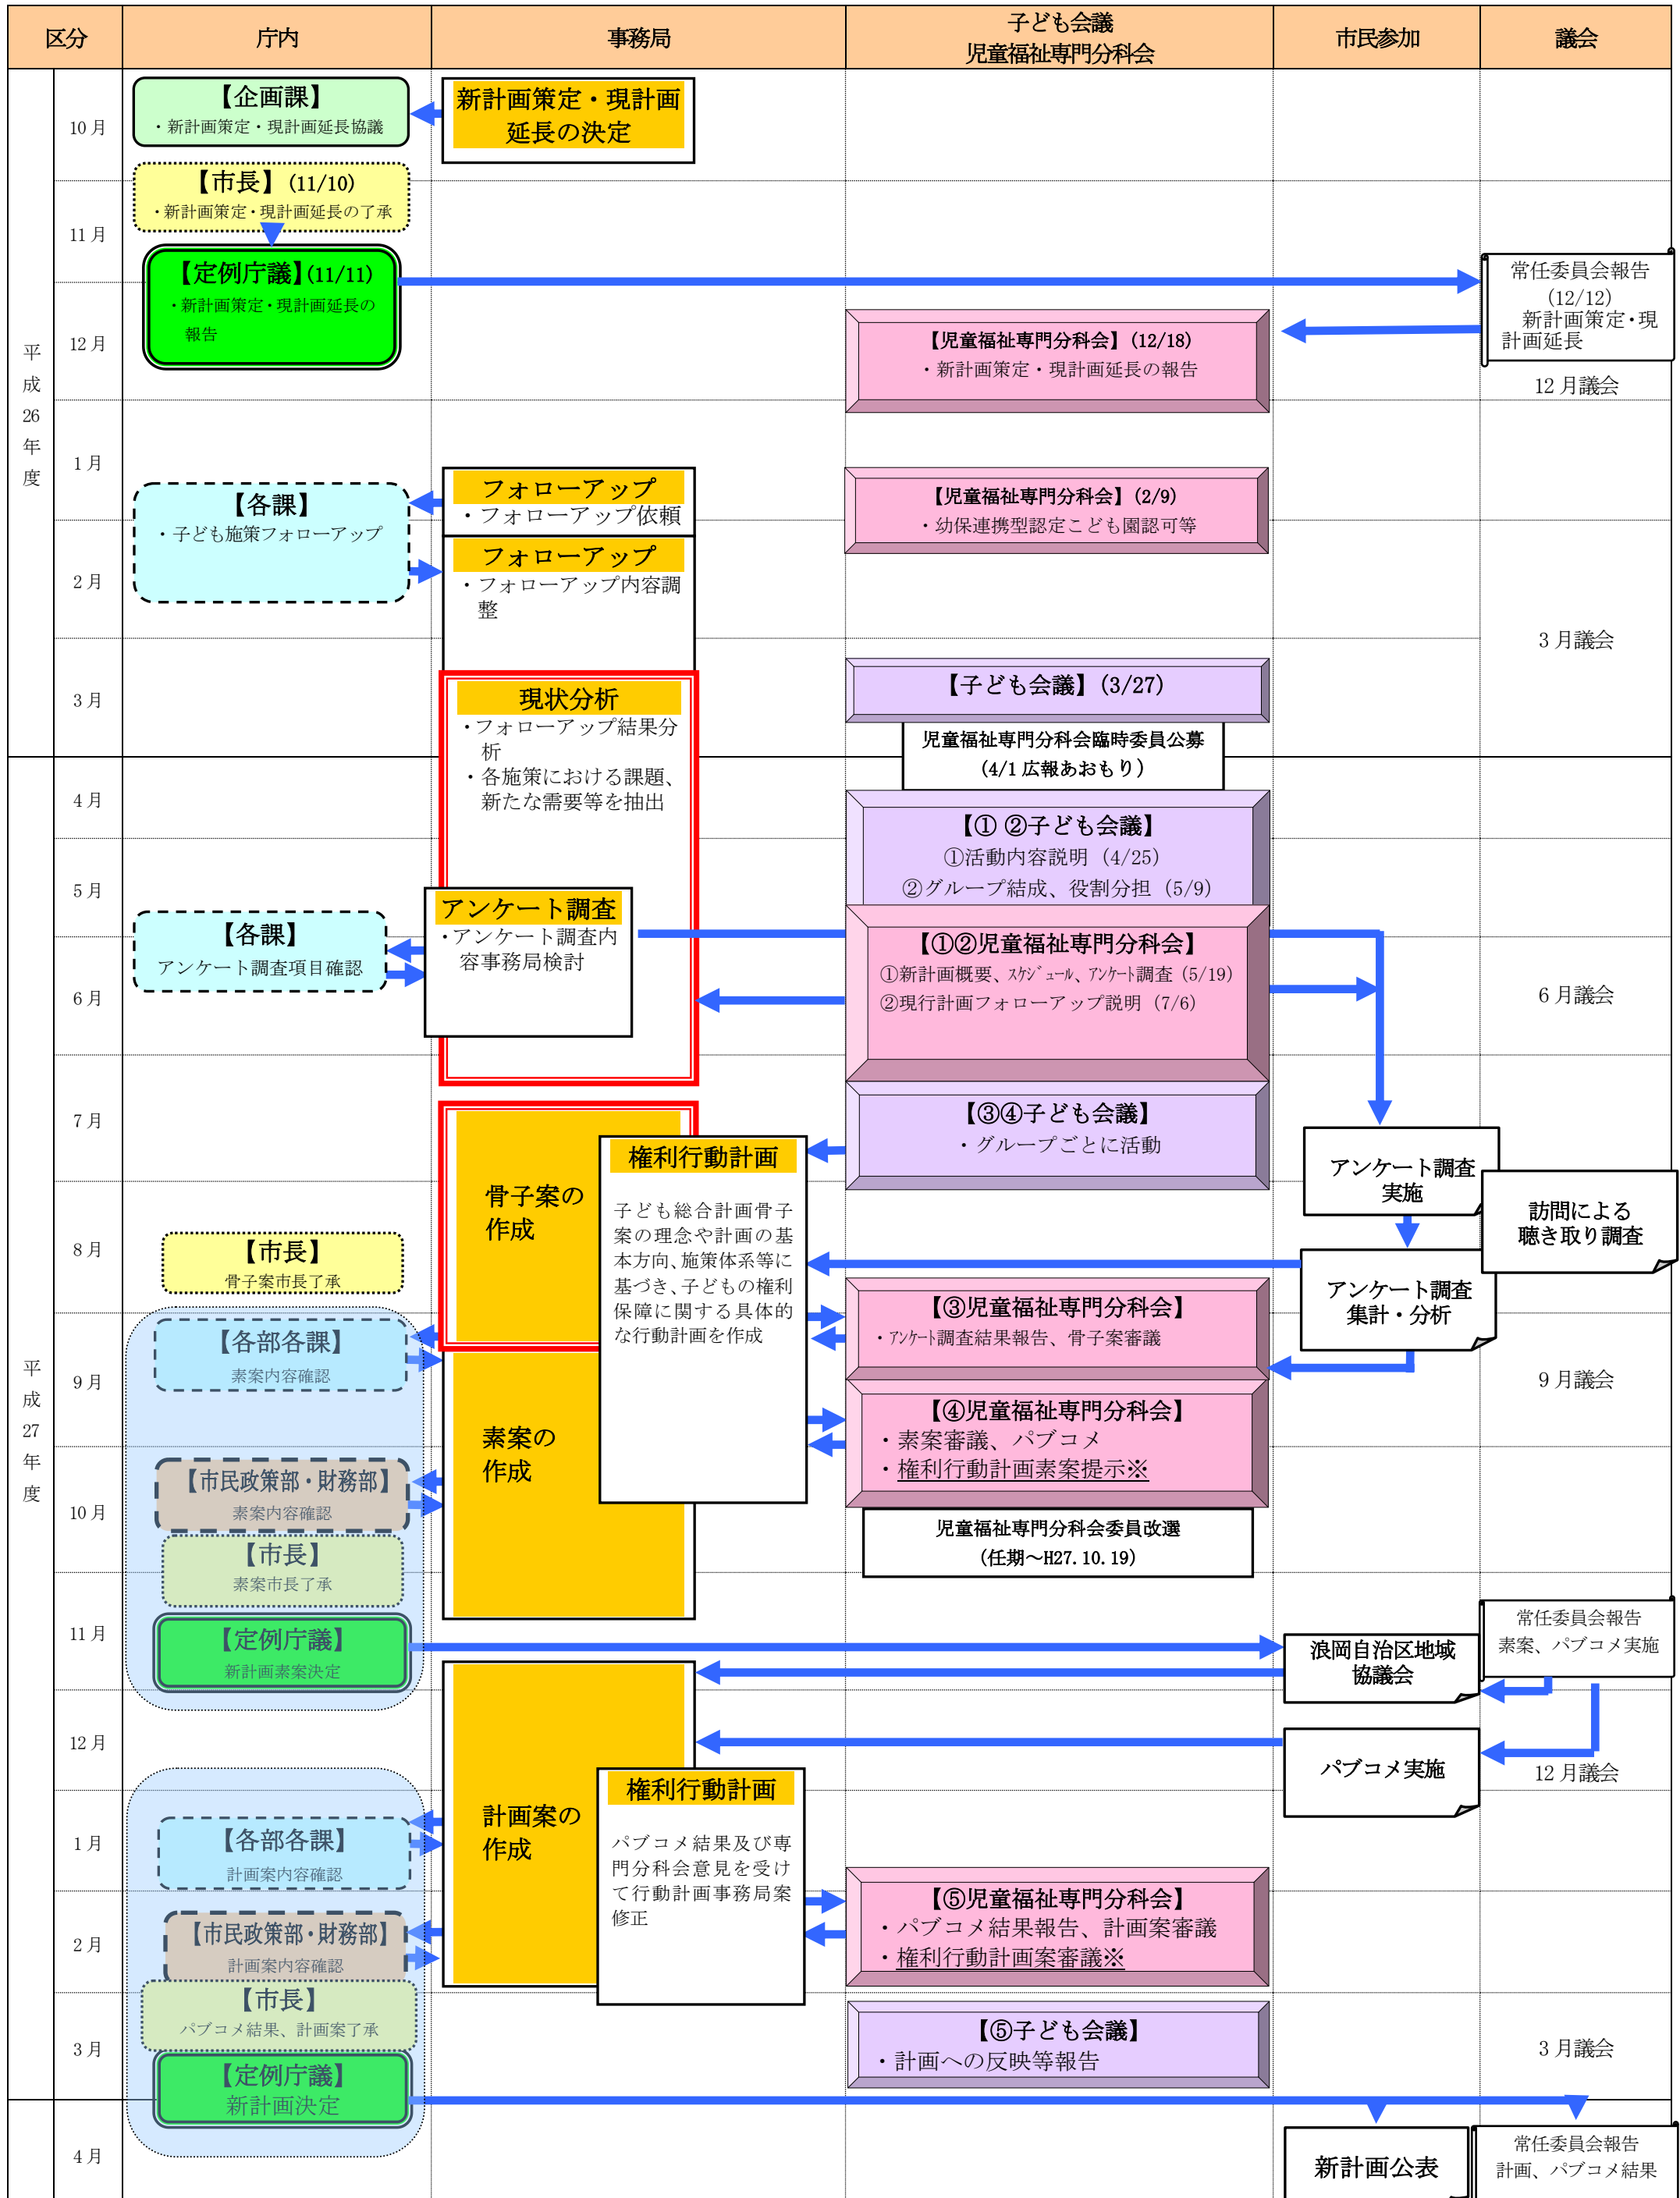 区分
庁内
事務局
子ども会議
児童福祉専門分科会
市民参加
議会
平成26年度
10月
【企画課】
・新計画策定・現計画延長協議
新計画策定・現計画
延長の決定
【市長】(11/10)
・新計画策定・現計画延長の了承
11月
【定例庁議】(11/11)
・新計画策定・現計画延長の
報告
常任委員会報告
(12/12)
新計画策定・現
計画延長
12月
【児童福祉専門分科会】(12/18)
・新計画策定・現計画延長の報告
12月議会
1月
フォローアップ
・フォローアップ依頼
【児童福祉専門分科会】(2/9)
・幼保連携型認定こども園認可等
【各課】
・子ども施策フォローアップ
2月
フォローアップ
・フォローアップ内容調
整
3月議会
3月
現状分析
・フォローアップ結果分
析
・各施策における課題、
新たな需要等を抽出
【子ども会議】(3/27)
児童福祉専門分科会臨時委員公募
(4/1 広報あおもり)
平成27年度
4月
【① ②子ども会議】
①活動内容説明 (4/25)
②グループ結成、役割分担 (5/9)
5月
アンケート調査
・アンケート調査内
容事務局検討
【各課】
アンケート調査項目確認
【①②児童福祉専門分科会】
①新計画概要、スケジュール、アンケート調査 (5/19)
②現行計画フォローアップ説明 (7/6)
6月
6月議会
7月
【③④子ども会議】
・グループごとに活動
骨子案の
作成
権利行動計画
子ども総合計画骨子
案の理念や計画の基
本方向、施策体系等に
基づき、子どもの権利
保障に関する具体的
な行動計画を作成
アンケート調査
実施
訪問による
聴き取り調査
8月
【市長】
骨子案市長了承
アンケート調査
集計・分析
【③児童福祉専門分科会】
・アンケート調査結果報告、骨子案審議
【各部各課】
素案内容確認
9月
9月議会
素案の
作成
【④児童福祉専門分科会】
・素案審議、パブコメ
・権利行動計画素案提示※
【市民政策部・財務部】
素案内容確認
10月
児童福祉専門分科会委員改選
(任期～H27.10.19)
【市長】
素案市長了承
11月
【定例庁議】
新計画素案決定
浪岡自治区地域
協議会
常任委員会報告
素案、パブコメ実施
12月
パブコメ実施
12月議会
計画案の
作成
権利行動計画
パブコメ結果及び専
門分科会意見を受け
て行動計画事務局案
修正
1月
【各部各課】
計画案内容確認
【⑤児童福祉専門分科会】
・パブコメ結果報告、計画案審議
・権利行動計画案審議※
2月
【市民政策部・財務部】
計画案内容確認
【市長】
パブコメ結果、計画案了承
3月
【⑤子ども会議】
・計画への反映等報告
3月議会
【定例庁議】
新計画決定
4月
新計画公表
常任委員会報告
計画、パブコメ結果